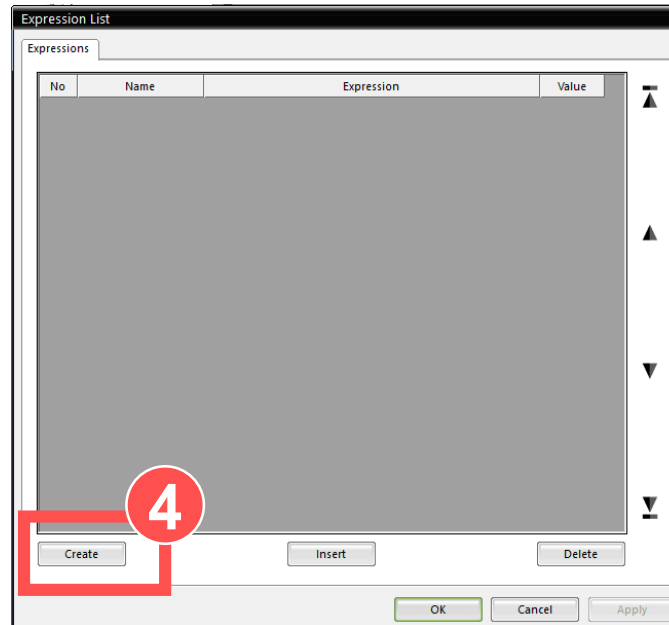 Expression List
Expressions
No Name Expression Value
4
Create Insert Delete
OK Cancel Apply